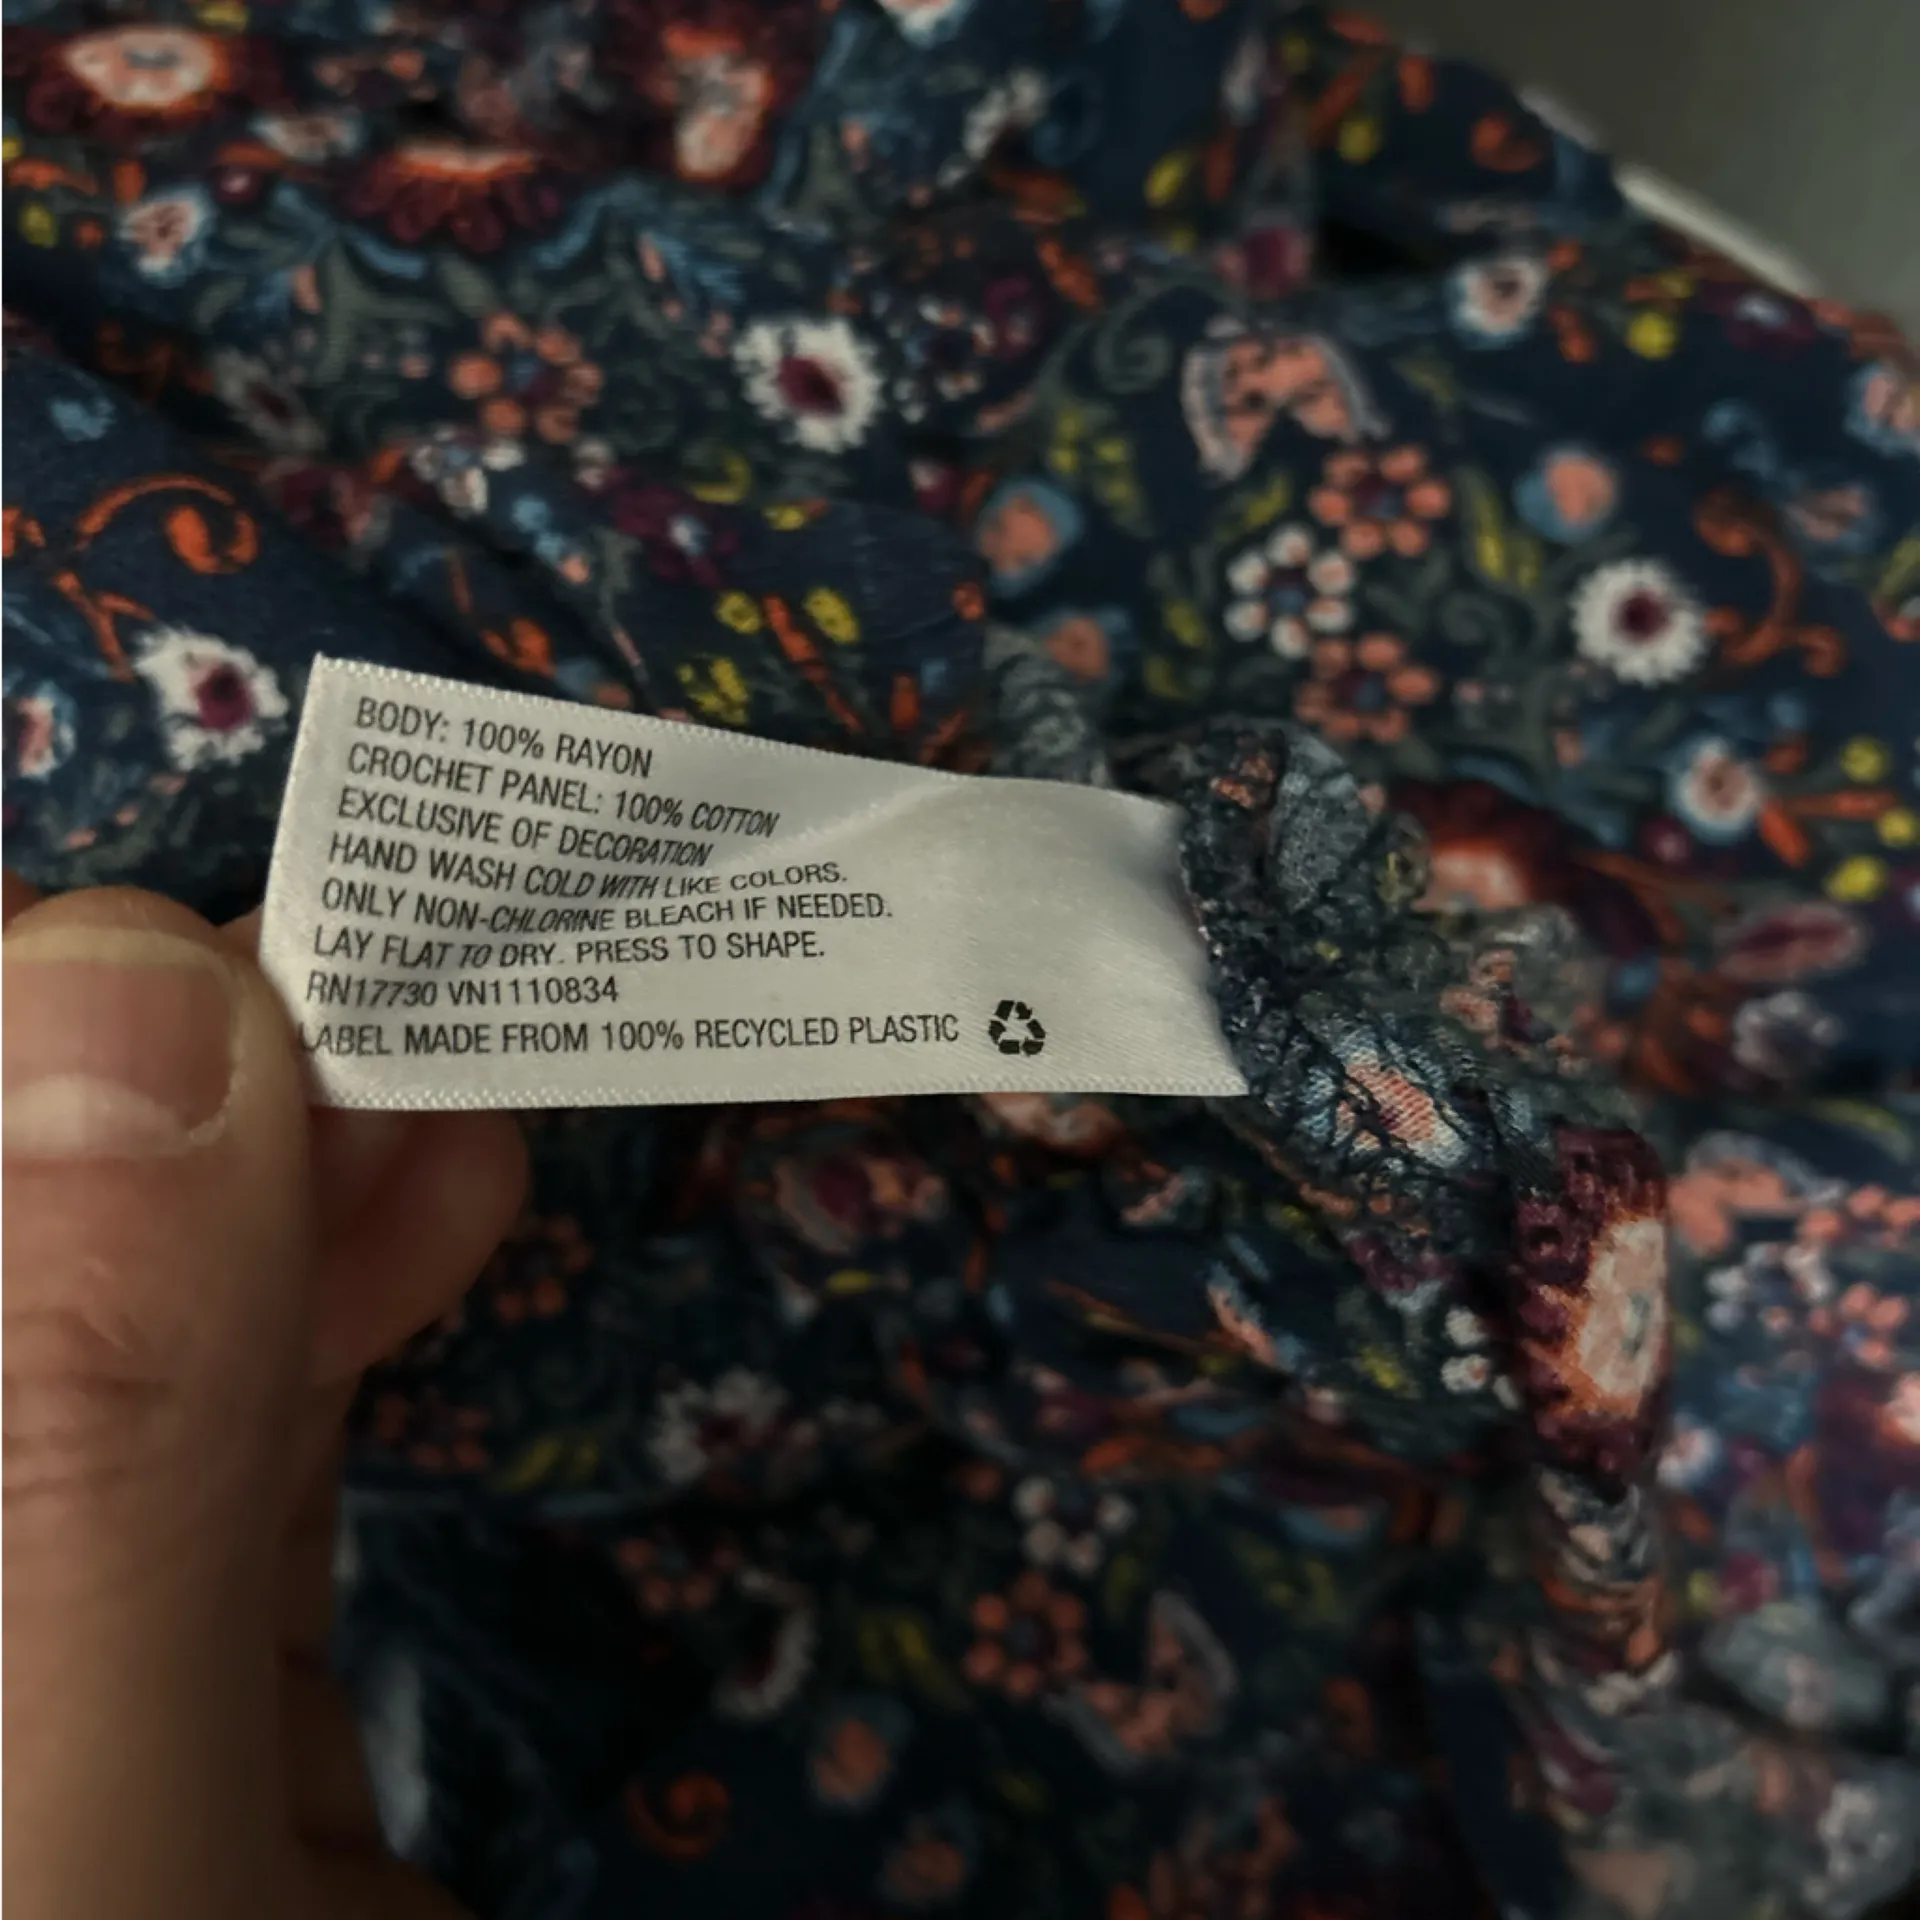 BODY: 100% RAYON
CROCHET PANEL: 100% COTTON
EXCLUSIVE OF DECORATION
HAND WASH COLD WITH LIKE COLORS.
ONLY NON-CHLORINE BLEACH IF NEEDED.
LAY FLAT TO DRY. PRESS TO SHAPE.
RN17730 VN1110834
LABEL MADE FROM 100% RECYCLED PLASTIC